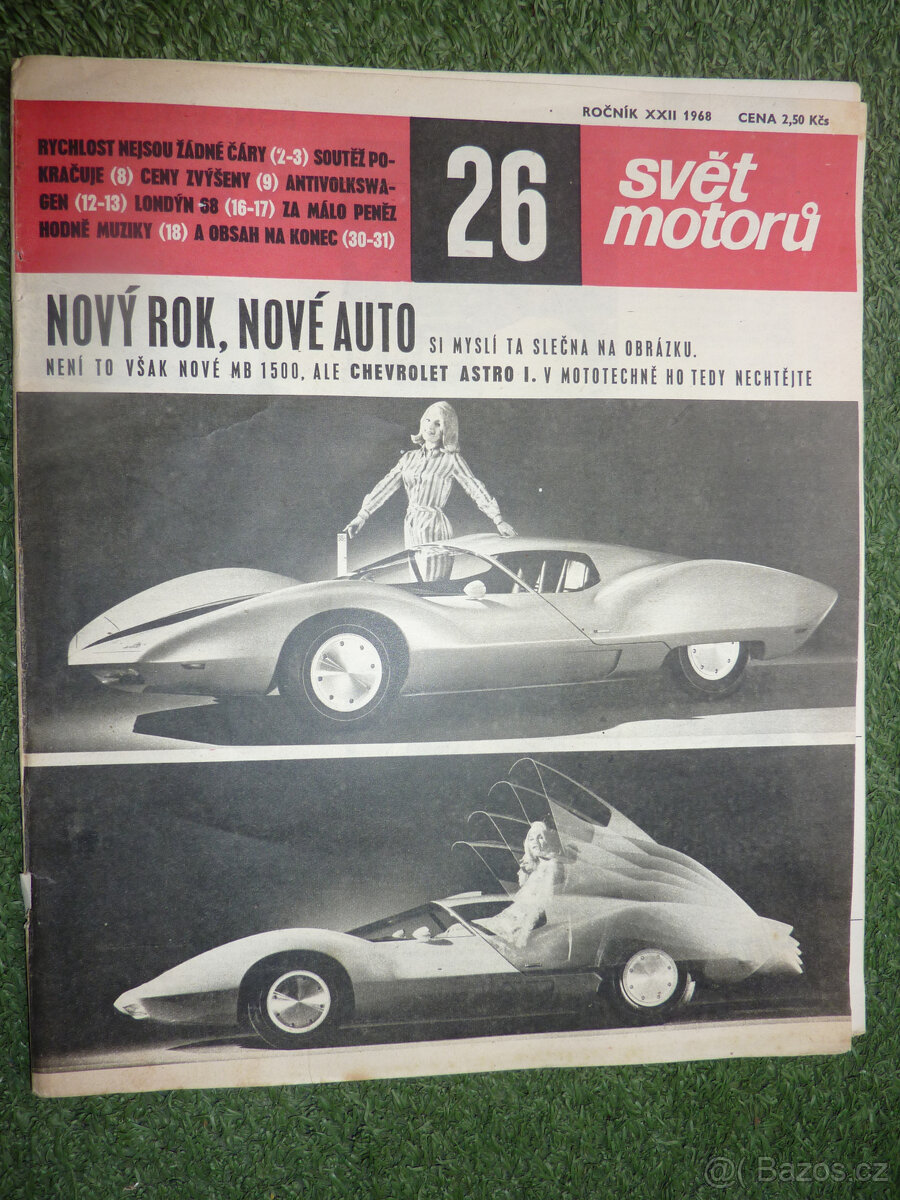 ROČNÍK XXII 1968 CENA 2,50 Kčs
RYCHLOST NEJSOU ŽÁDNÉ ČÁRY (2-3) SOUTĚŽ PO-
KRAČUJE (8) CENY ZVÝŠENY (9) ANTIVOLKSWA-
GEN (12-13) LONDÝN 68 (16-17) ZA MÁLO PENĚZ
HODNĚ MUZIKY (18) A OBSAH NA KONEC (30-31)
26
svět
motorů
NOVÝ ROK, NOVÉ AUTO SI MYSLÍ TA SLEČNA NA OBRÁZKU.
NENÍ TO VŠAK NOVÉ MB 1500, ALE CHEVROLET ASTRO I. V MOTOTECHNĚ HO TEDY NECHTĚJTE
@ Bazos.cz